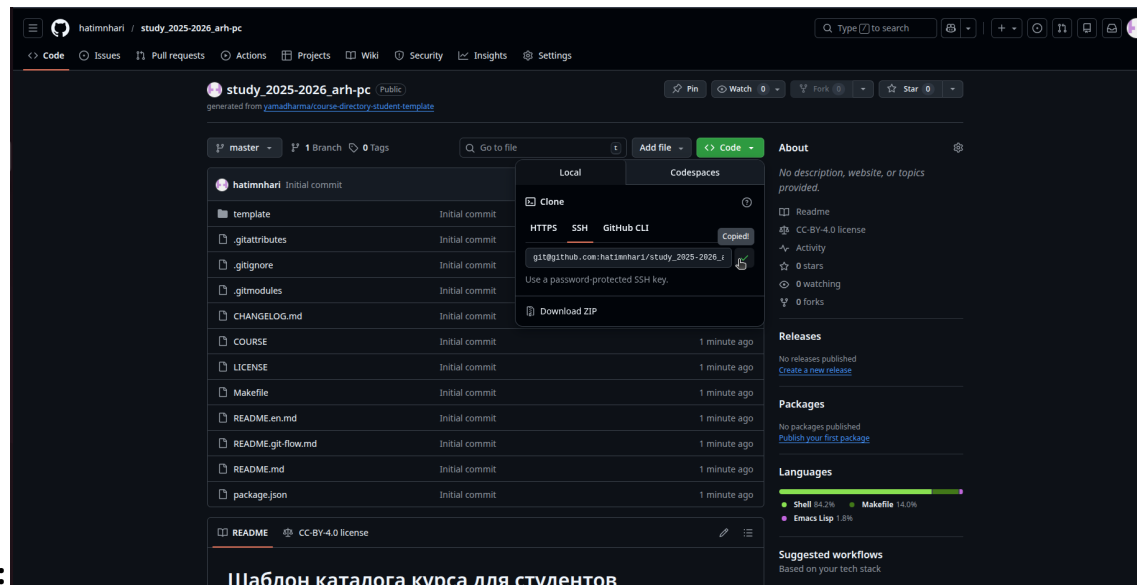 hatimnhari / study_2025-2026_arh-pc
Type / to search
Code Issues Pull requests Actions Projects Wiki Security Insights Settings
study_2025-2026_arh-pc Public
Pin Watch 0 Fork 0 Star 0
generated from yamadharma/course-directory-student-template
master 1 Branch 0 Tags
Go to file t
Add file
Code
hatimnhari Initial commit
template Initial commit
.gitattributes Initial commit
.gitignore Initial commit
.gitmodules Initial commit
CHANGELOG.md Initial commit
COURSE Initial commit 1 minute ago
LICENSE Initial commit 1 minute ago
Makefile Initial commit 1 minute ago
README.en.md Initial commit 1 minute ago
README.git-flow.md Initial commit 1 minute ago
README.md Initial commit 1 minute ago
package.json Initial commit 1 minute ago
Local Codespaces
Clone
HTTPS SSH GitHub CLI
Copied!
git@github.com:hatimnhari/study_2025-2026_
Use a password-protected SSH key.
Download ZIP
README CC-BY-4.0 license
Шаблон каталога курса для студентов
About
No description, website, or topics
provided.
Readme
CC-BY-4.0 license
Activity
0 stars
0 watching
0 forks
Releases
No releases published
Create a new release
Packages
No packages published
Publish your first package
Languages
Shell 84.2% Makefile 14.0%
Emacs Lisp 1.8%
Suggested workflows
Based on your tech stack